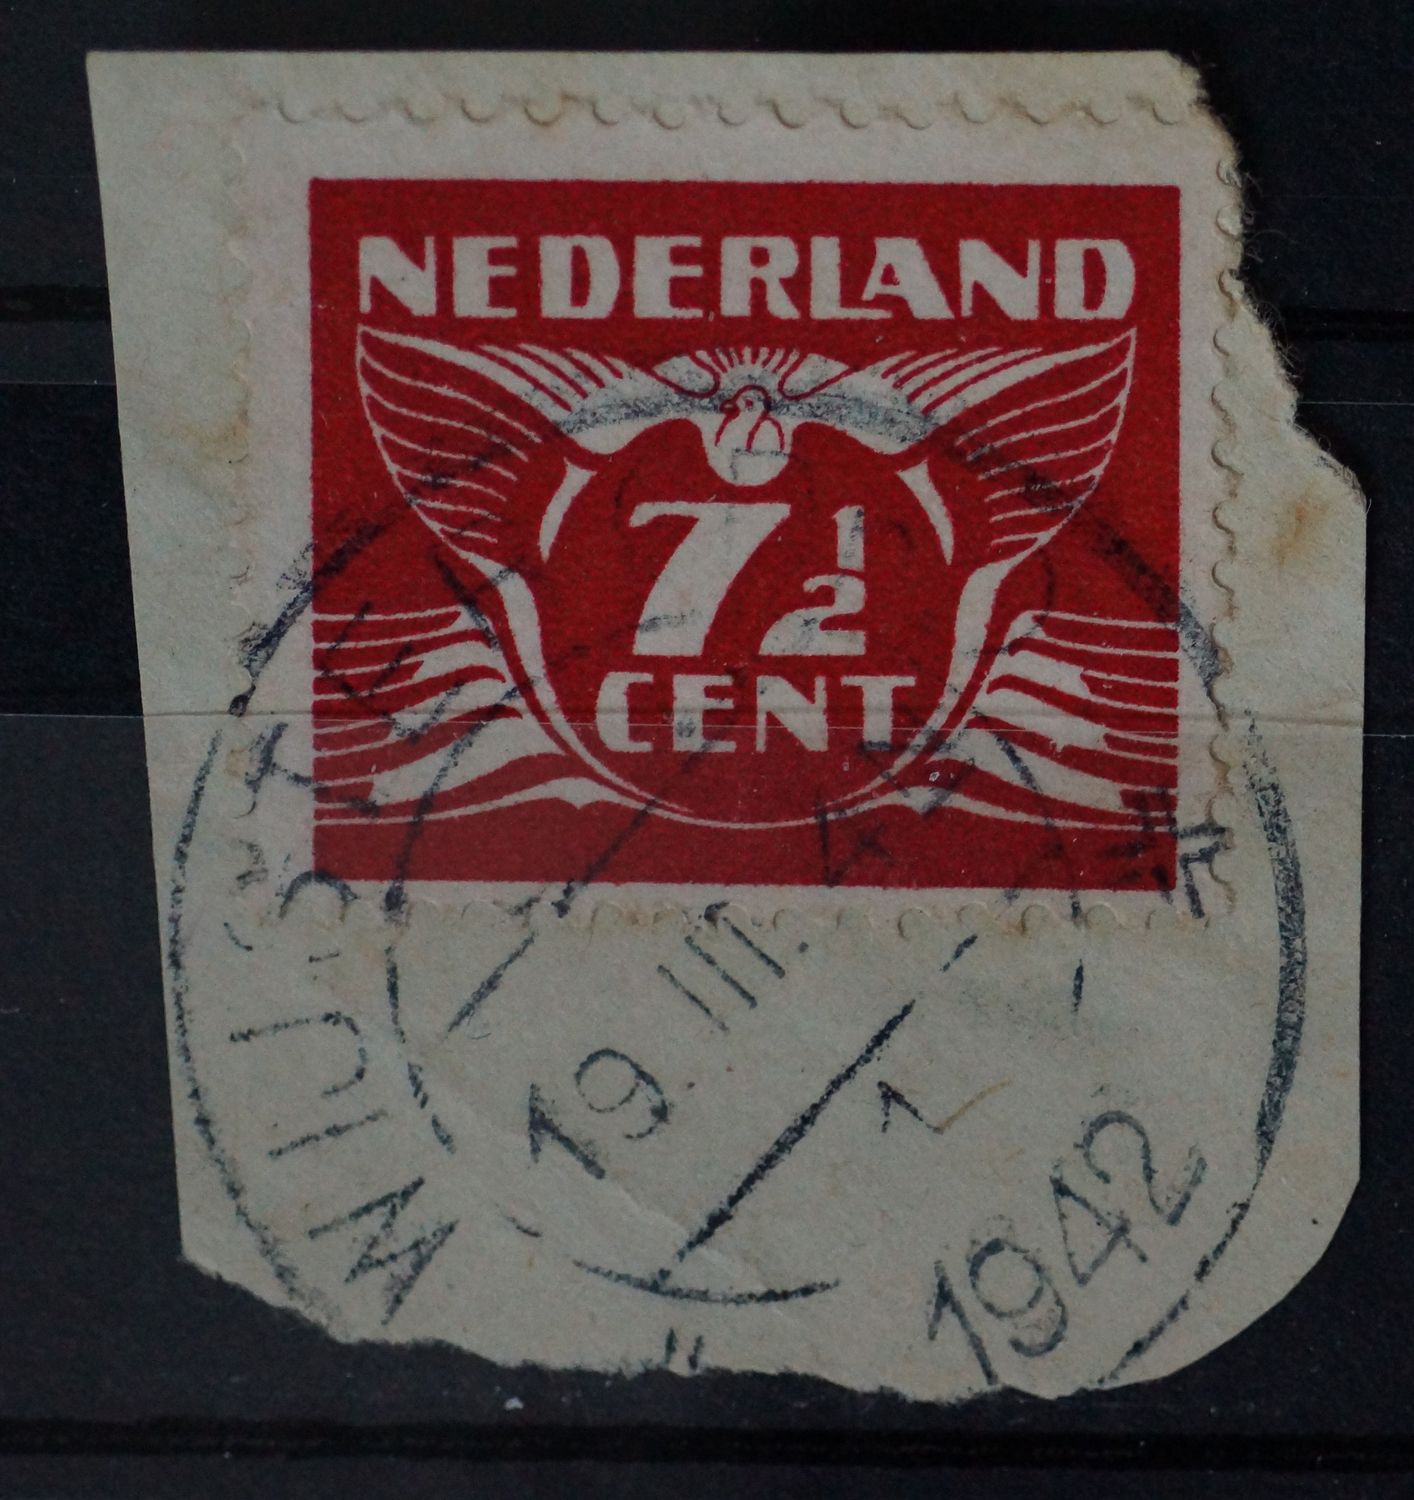 NEDERLAND
7½
CENT
19 III.
1942